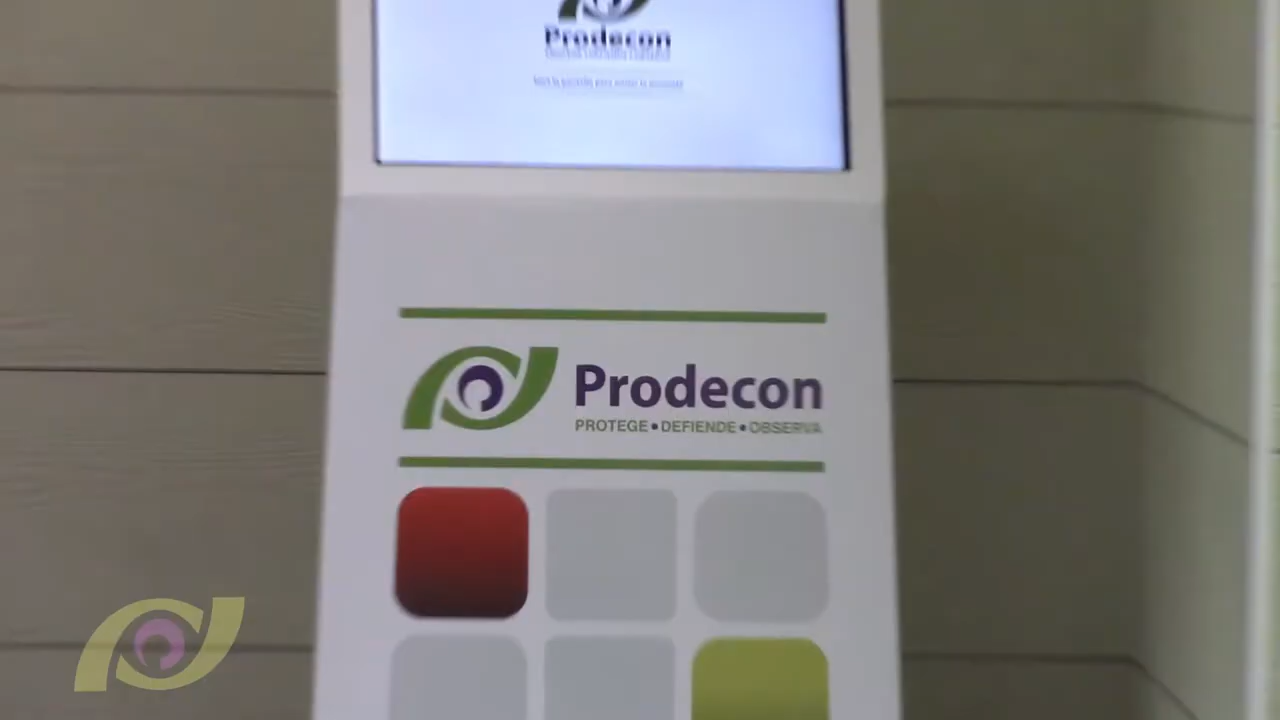 Prodecon
Prodecon
PROTEGE • DEFIENDE • OBSERVA